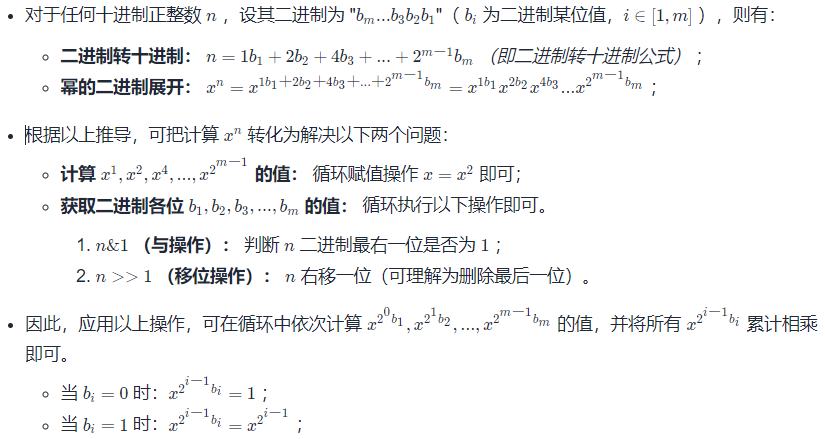 对于任何十进制正整数 n ，设其二进制为 "b_m...b_3b_2b_1"（ b_i 为二进制某位值，i ∈ [1, m] ），则有：
二进制转十进制： n = 1b_1 + 2b_2 + 4b_3 + ... + 2^{m-1}b_m （即二进制转十进制公式） ；
幂的二进制展开： x^n = x^{1b_1+2b_2+4b_3+...+2^{m-1}b_m} = x^{1b_1}x^{2b_2}x^{4b_3}...x^{2^{m-1}b_m} ；
根据以上推导，可把计算 x^n 转化为解决以下两个问题：
计算 x^1, x^2, x^4, ..., x^{2^{m-1}} 的值： 循环赋值操作 x = x^2 即可；
获取二进制各位 b_1, b_2, b_3, ..., b_m 的值： 循环执行以下操作即可。
1. n&1 （与操作）： 判断 n 二进制最右一位是否为 1 ；
2. n >> 1 （移位操作）： n 右移一位（可理解为删除最后一位）。
因此，应用以上操作，可在循环中依次计算 x^{2^0b_1}, x^{2^1b_2}, ..., x^{2^{m-1}b_m} 的值，并将所有 x^{2^{i-1}b_i} 累计相乘
即可。
当 b_i = 0 时：x^{2^{i-1}b_i} = 1 ；
当 b_i = 1 时：x^{2^{i-1}b_i} = x^{2^{i-1}} ；